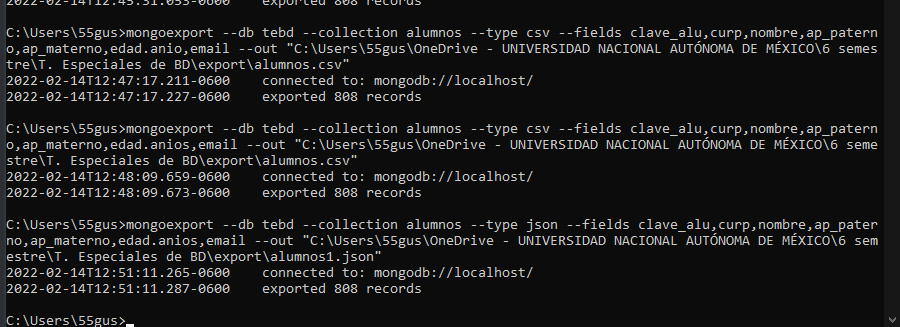 2022-02-14T12:45:31.053-0600    exported 808 records
C:\Users\55gus>mongoexport --db tebd --collection alumnos --type csv --fields clave_alu,curp,nombre,ap_patern
o,ap_materno,edad.anio,email --out "C:\Users\55gus\OneDrive - UNIVERSIDAD NACIONAL AUTÓNOMA DE MÉXICO\6 semes
tre\T. Especiales de BD\export\alumnos.csv"
2022-02-14T12:47:17.211-0600    connected to: mongodb://localhost/
2022-02-14T12:47:17.227-0600    exported 808 records
C:\Users\55gus>mongoexport --db tebd --collection alumnos --type csv --fields clave_alu,curp,nombre,ap_patern
o,ap_materno,edad.anios,email --out "C:\Users\55gus\OneDrive - UNIVERSIDAD NACIONAL AUTÓNOMA DE MÉXICO\6 seme
stre\T. Especiales de BD\export\alumnos.csv"
2022-02-14T12:48:09.659-0600    connected to: mongodb://localhost/
2022-02-14T12:48:09.673-0600    exported 808 records
C:\Users\55gus>mongoexport --db tebd --collection alumnos --type json --fields clave_alu,curp,nombre,ap_pater
no,ap_materno,edad.anios,email --out "C:\Users\55gus\OneDrive - UNIVERSIDAD NACIONAL AUTÓNOMA DE MÉXICO\6 sem
estre\T. Especiales de BD\export\alumnos1.json"
2022-02-14T12:51:11.265-0600    connected to: mongodb://localhost/
2022-02-14T12:51:11.287-0600    exported 808 records
C:\Users\55gus>